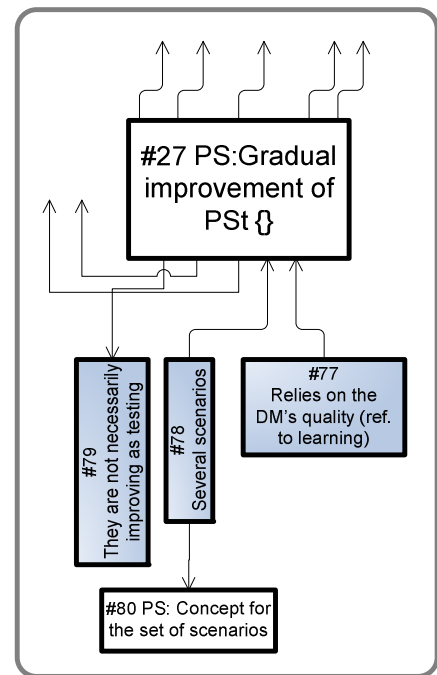 #27 PS:Gradual
improvement of
PSt {}
#79
They are not necessarily
improving as testing
#78
Several scenarios
#77
Relies on the
DM's quality (ref.
to learning)
#80 PS: Concept for
the set of scenarios